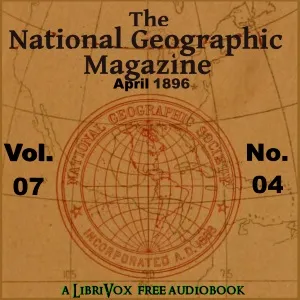 The
National Geographic
Magazine
April 1896
Vol.
07
No.
04
NATIONAL GEOGRAPHIC SOCIETY
INCORPORATED A.D. 1888
a LibriVox free audiobook